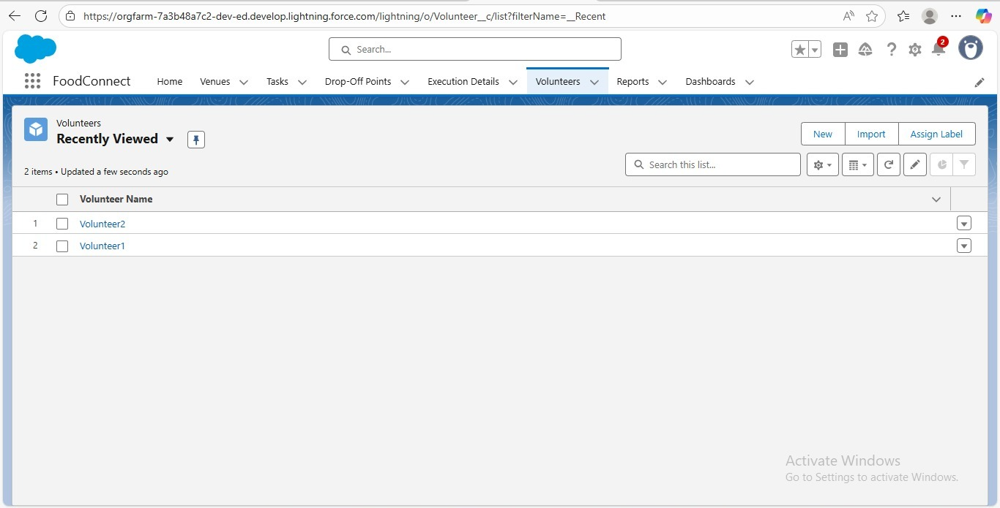 https://orgfarm-7a3b48a7c2-dev-ed.develop.lightning.force.com/lightning/o/Volunteer__c/list?filterName=__Recent
Search...
2
FoodConnect Home Venues Tasks Drop-Off Points Execution Details Volunteers Reports Dashboards
Volunteers
Recently Viewed
New Import Assign Label
2 items • Updated a few seconds ago
Search this list...
Volunteer Name
1 Volunteer2
2 Volunteer1
Activate Windows
Go to Settings to activate Windows.